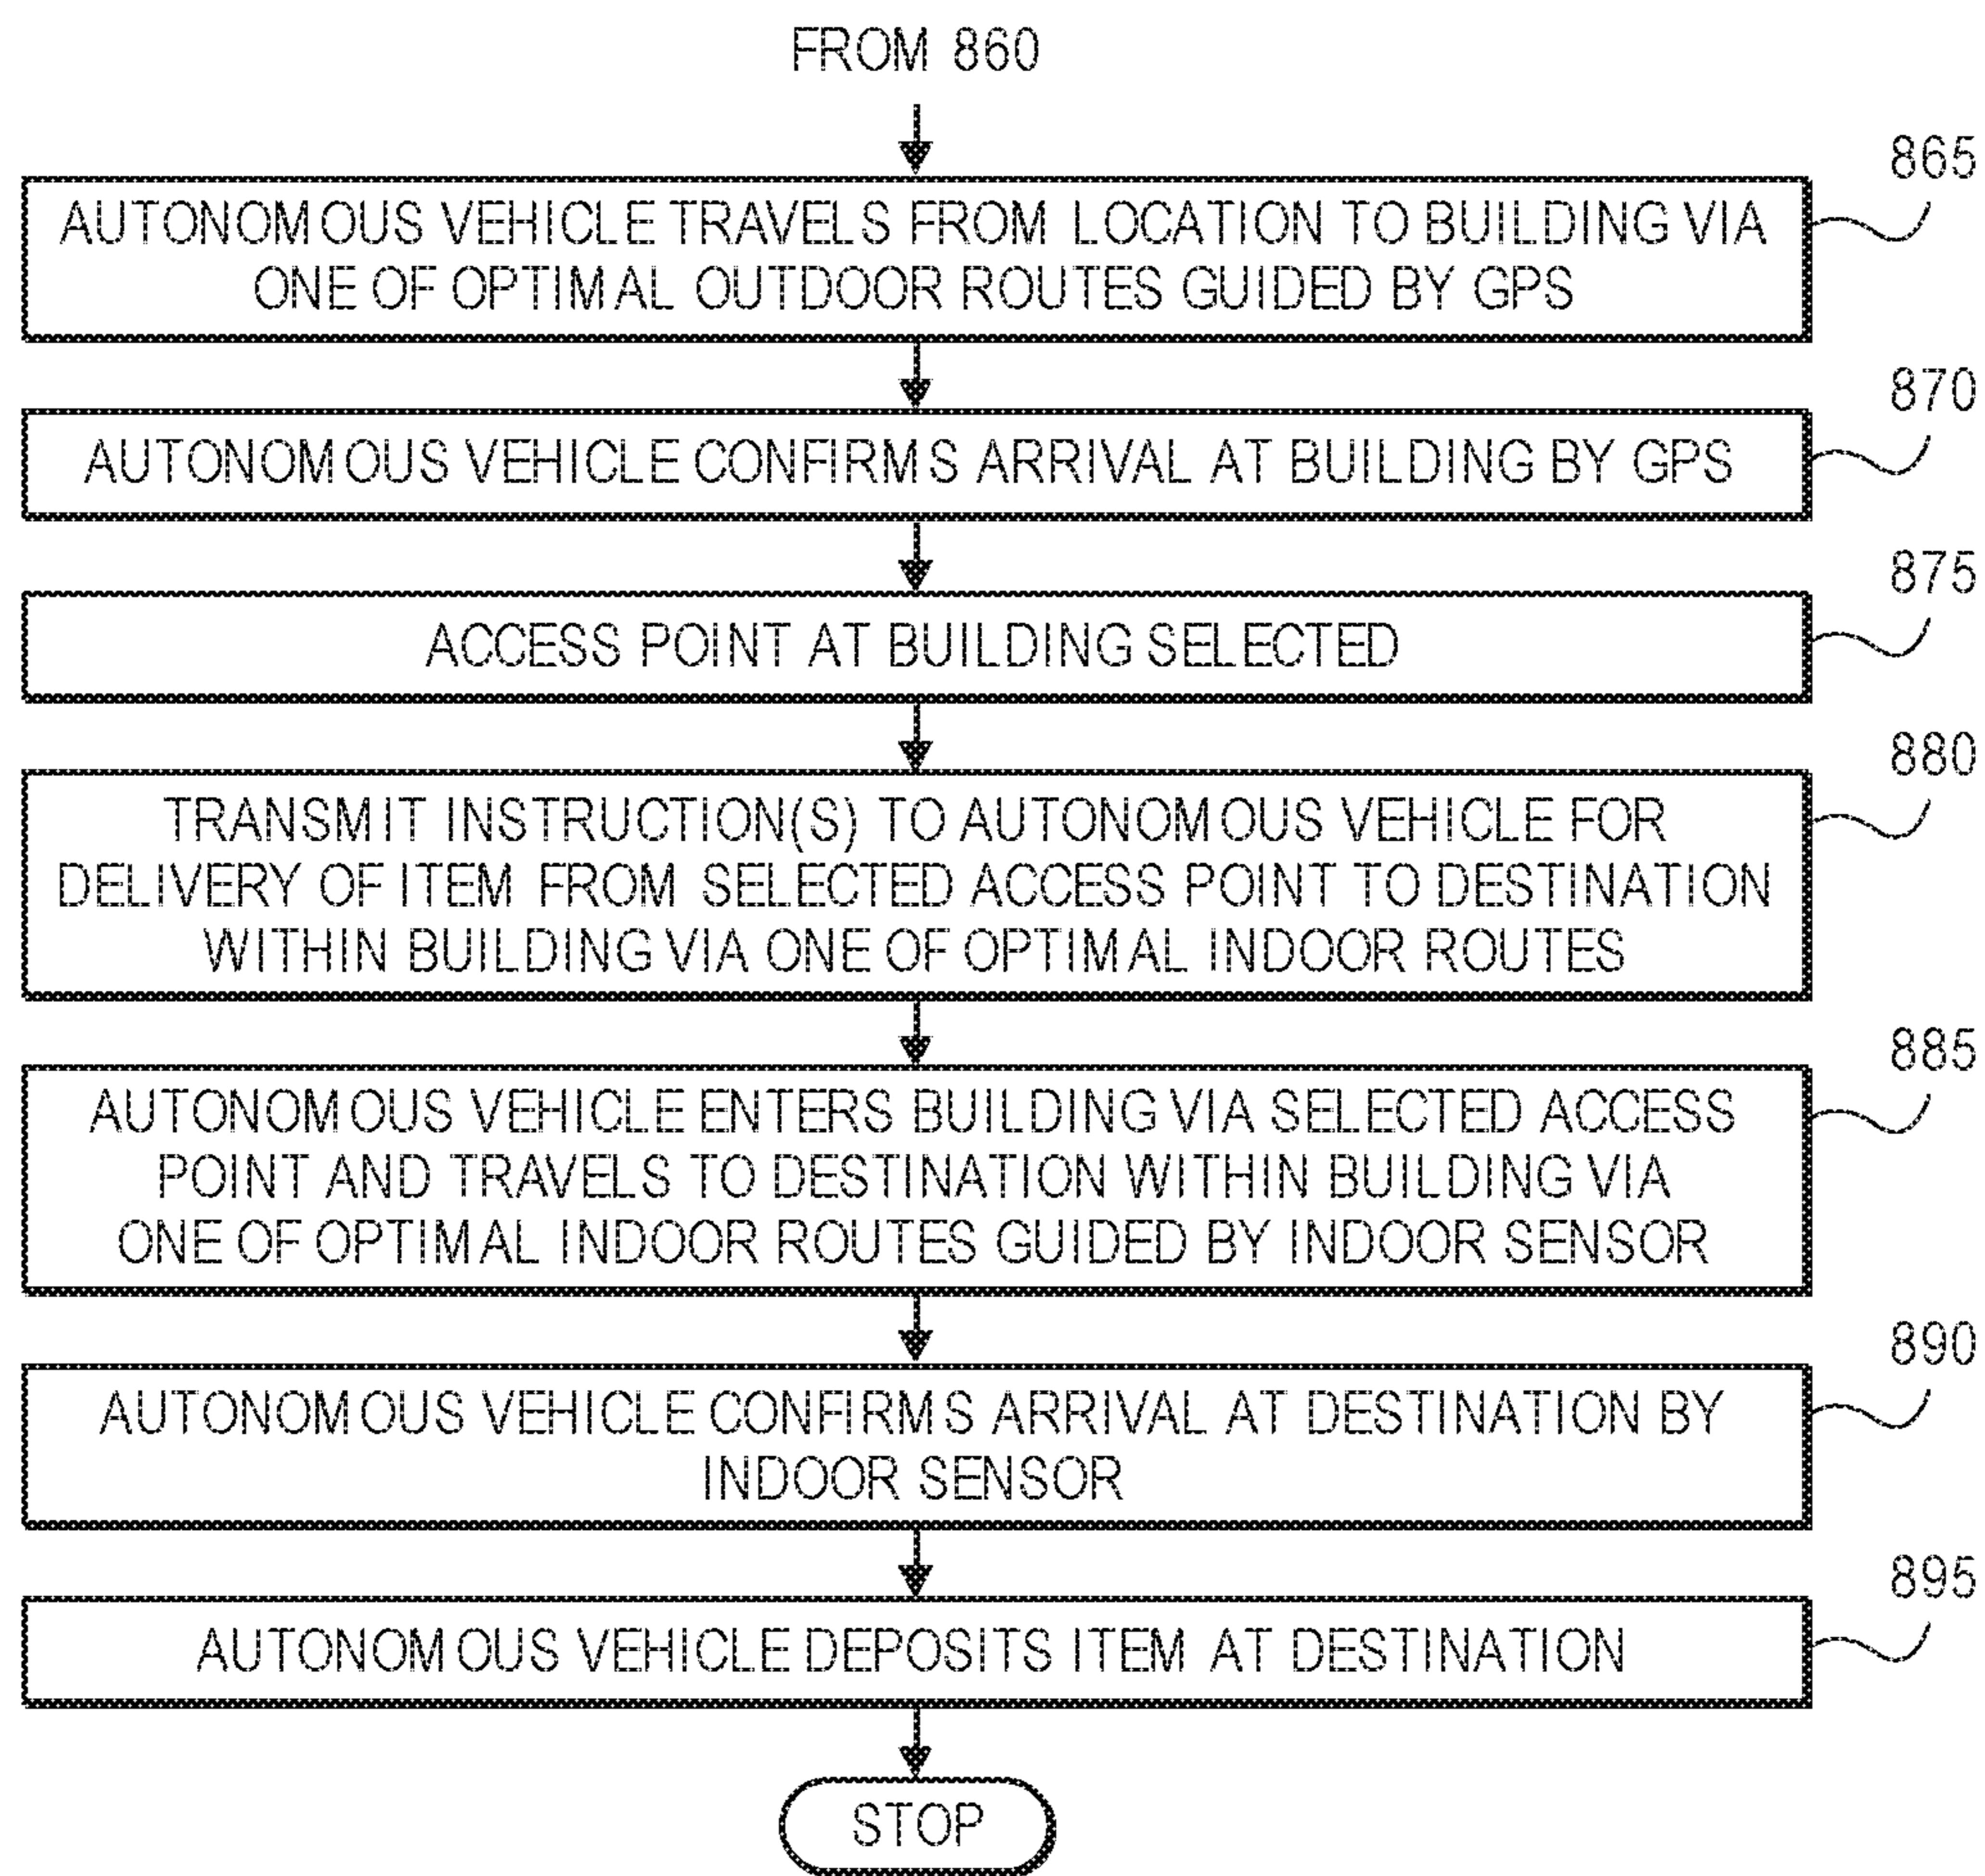 FROM 860
865
AUTONOMOUS VEHICLE TRAVELS FROM LOCATION TO BUILDING VIA
ONE OF OPTIMAL OUTDOOR ROUTES GUIDED BY GPS
870
AUTONOMOUS VEHICLE CONFIRMS ARRIVAL AT BUILDING BY GPS
875
ACCESS POINT AT BUILDING SELECTED
880
TRANSMIT INSTRUCTION(S) TO AUTONOMOUS VEHICLE FOR
DELIVERY OF ITEM FROM SELECTED ACCESS POINT TO DESTINATION
WITHIN BUILDING VIA ONE OF OPTIMAL INDOOR ROUTES
885
AUTONOMOUS VEHICLE ENTERS BUILDING VIA SELECTED ACCESS
POINT AND TRAVELS TO DESTINATION WITHIN BUILDING VIA
ONE OF OPTIMAL INDOOR ROUTES GUIDED BY INDOOR SENSOR
890
AUTONOMOUS VEHICLE CONFIRMS ARRIVAL AT DESTINATION BY
INDOOR SENSOR
895
AUTONOMOUS VEHICLE DEPOSITS ITEM AT DESTINATION
STOP